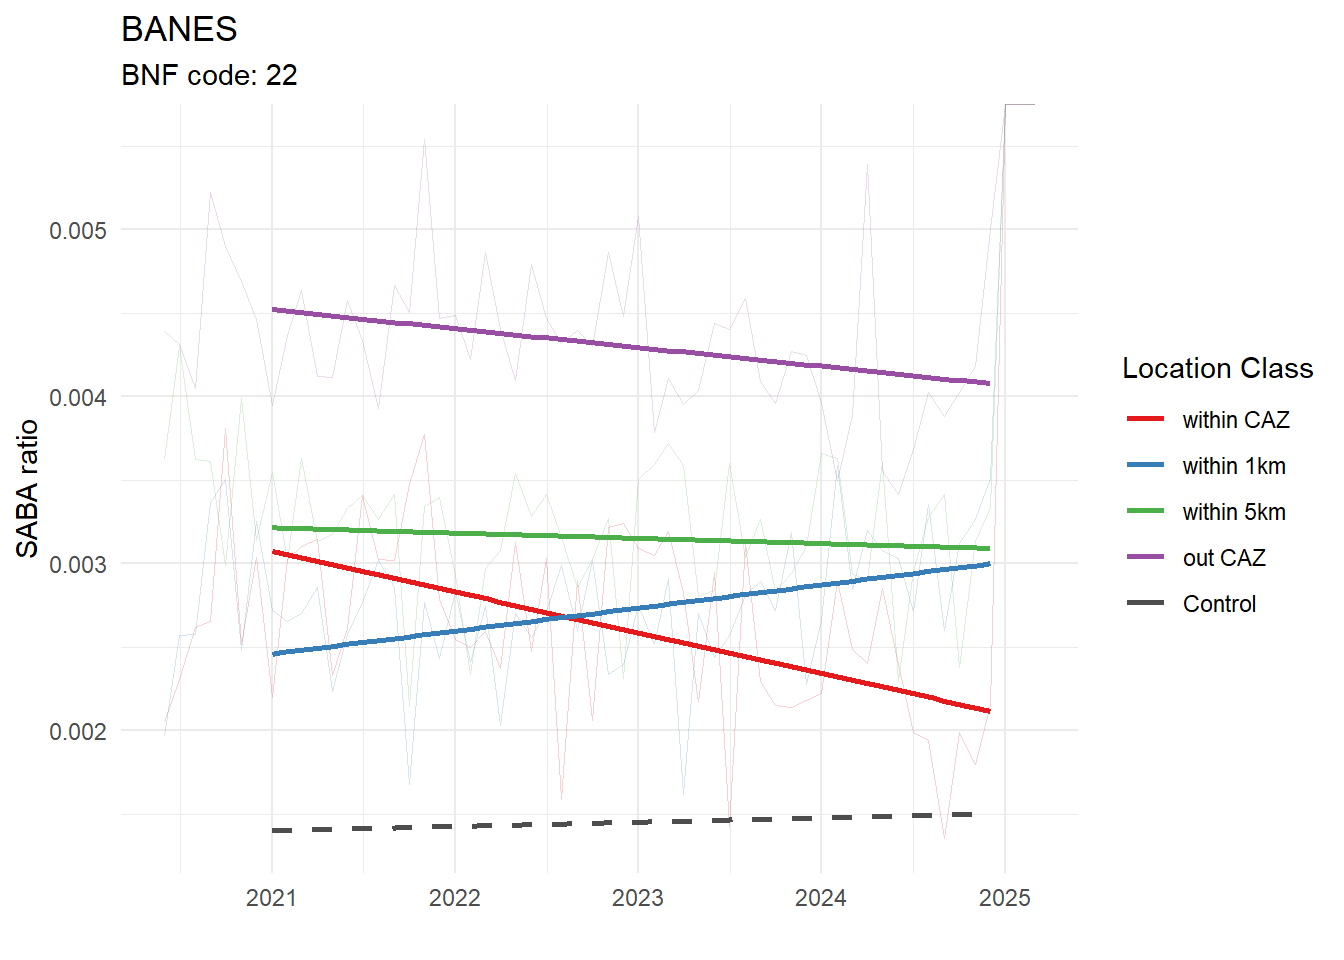 BANES
BNF code: 22
SABA ratio
0.005
0.004
0.003
0.002
2021
2022
2023
2024
2025
Location Class
within CAZ
within 1km
within 5km
out CAZ
Control